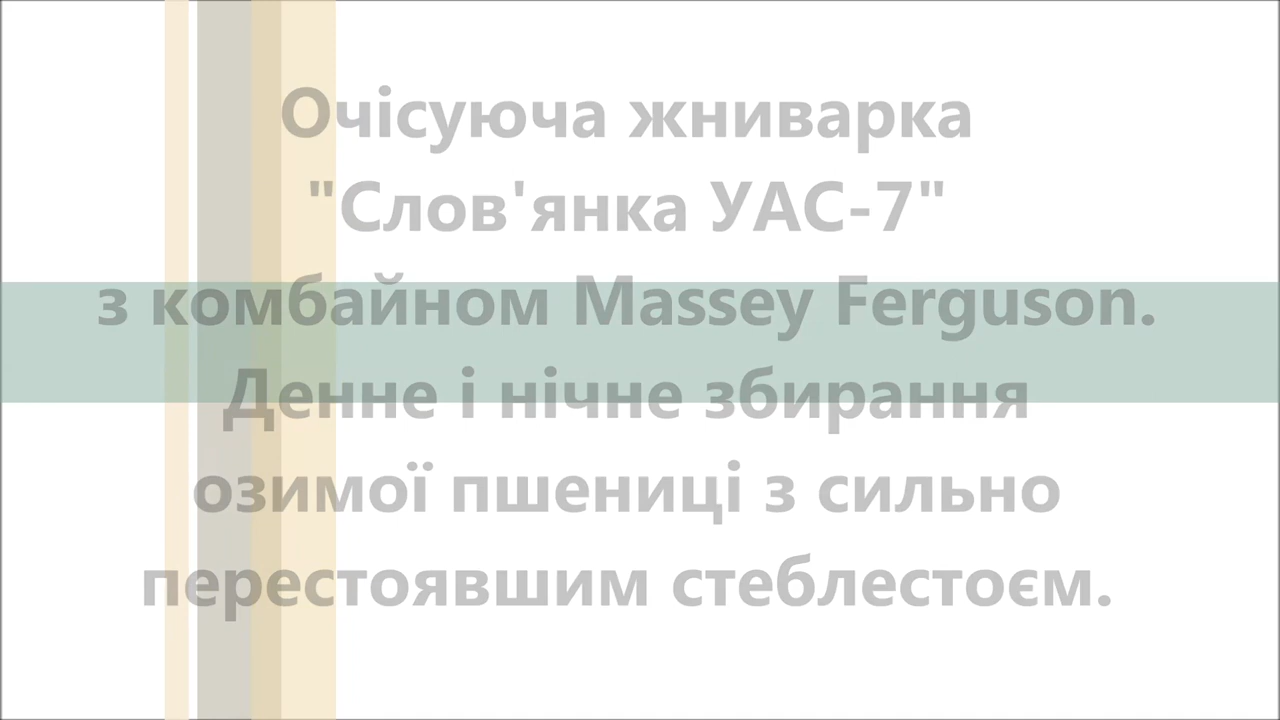 Очісуюча жниварка
"Слов'янка УАС-7"
з комбайном Massey Ferguson.
Денне і нічне збирання
озимої пшениці з сильно
перестоявшим стеблестоєм.